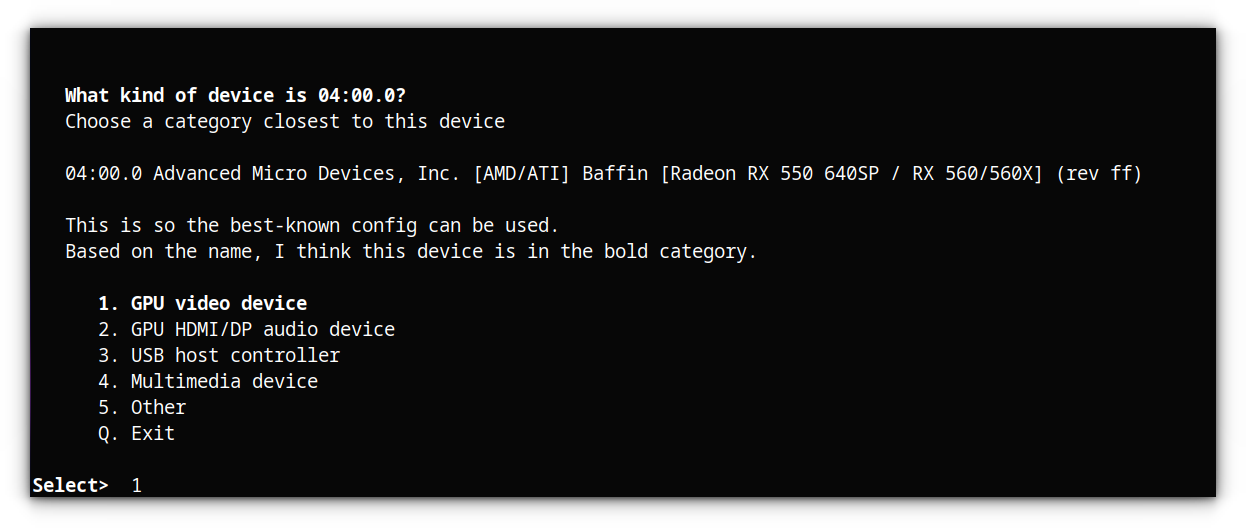 What kind of device is 04:00.0?
Choose a category closest to this device
04:00.0 Advanced Micro Devices, Inc. [AMD/ATI] Baffin [Radeon RX 550 640SP / RX 560/560X] (rev ff)
This is so the best-known config can be used.
Based on the name, I think this device is in the bold category.
1. GPU video device
2. GPU HDMI/DP audio device
3. USB host controller
4. Multimedia device
5. Other
Q. Exit
Select> 1